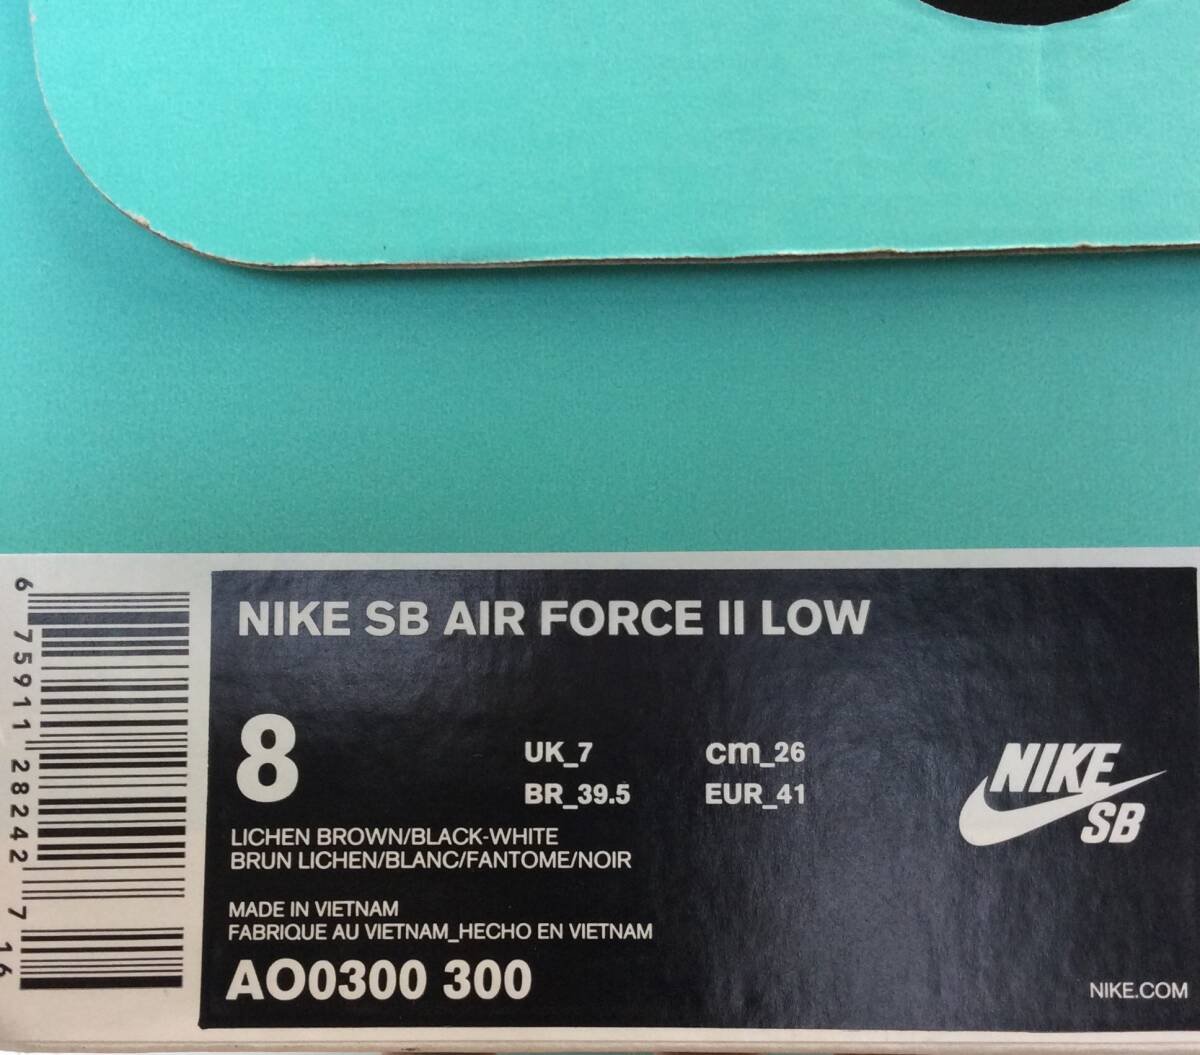 NIKE SB AIR FORCE II LOW
8
UK_7 cm_26
BR_39.5 EUR_41
NIKE
SB
LICHEN BROWN/BLACK-WHITE
BRUN LICHEN/BLANC/FANTOME/NOIR
MADE IN VIETNAM
FABRIQUE AU VIETNAM_HECHO EN VIETNAM
AO0300 300
NIKE.COM
6 75911 28242 7 16